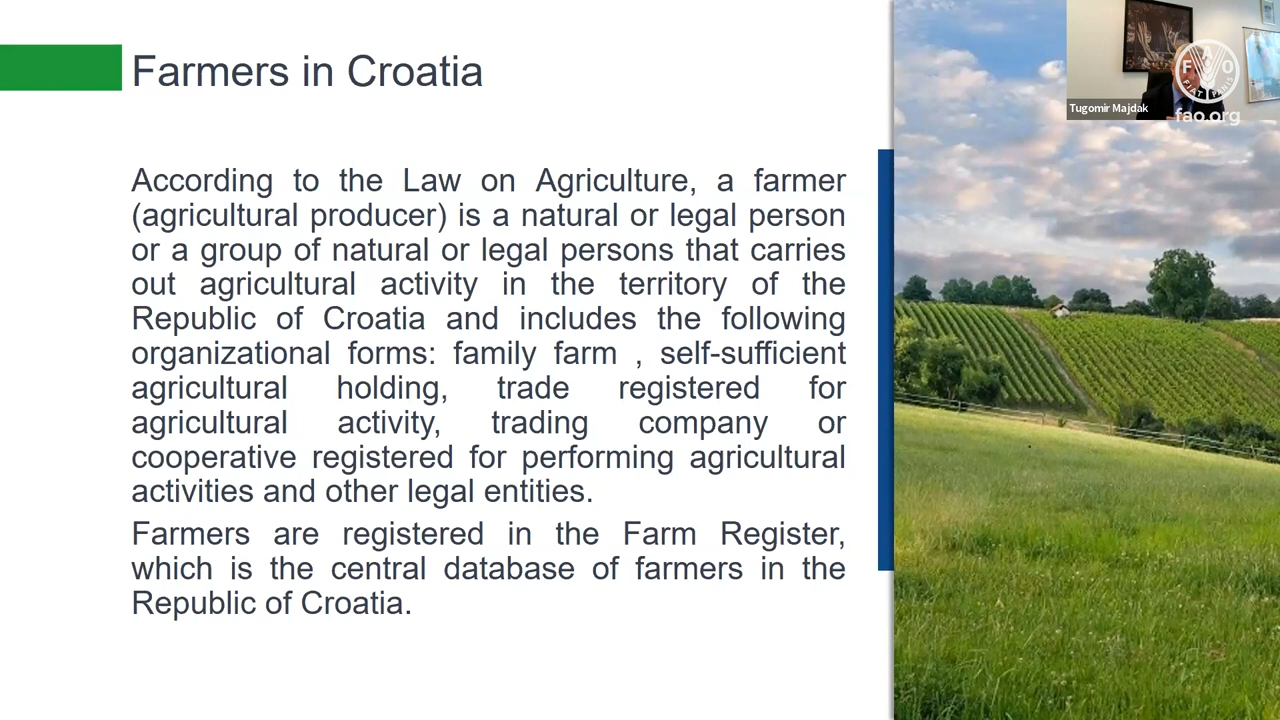 Farmers in Croatia
According to the Law on Agriculture, a farmer
(agricultural producer) is a natural or legal person
or a group of natural or legal persons that carries
out agricultural activity in the territory of the
Republic of Croatia and includes the following
organizational forms: family farm , self-sufficient
agricultural holding, trade registered for
agricultural activity, trading company or
cooperative registered for performing agricultural
activities and other legal entities.
Farmers are registered in the Farm Register,
which is the central database of farmers in the
Republic of Croatia.
Tugomir Majdak
F A O
FIAT PANIS
fao.org